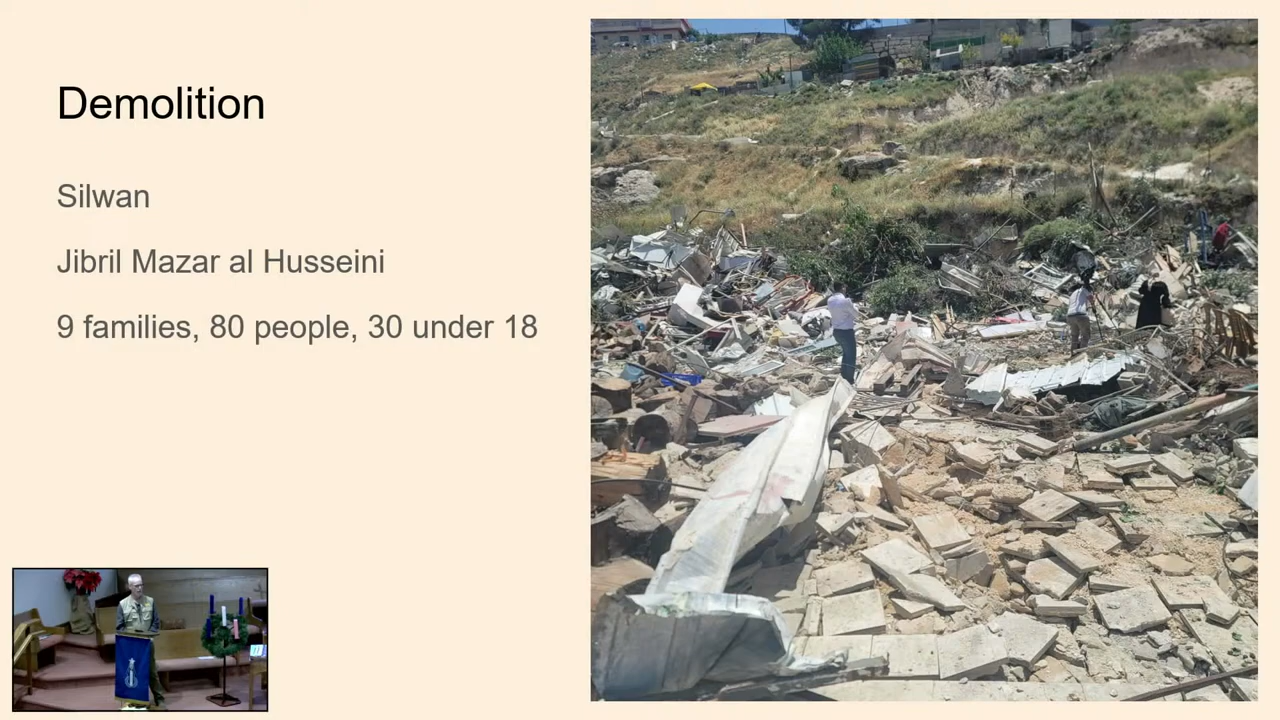 Demolition
Silwan
Jibril Mazar al Husseini
9 families, 80 people, 30 under 18